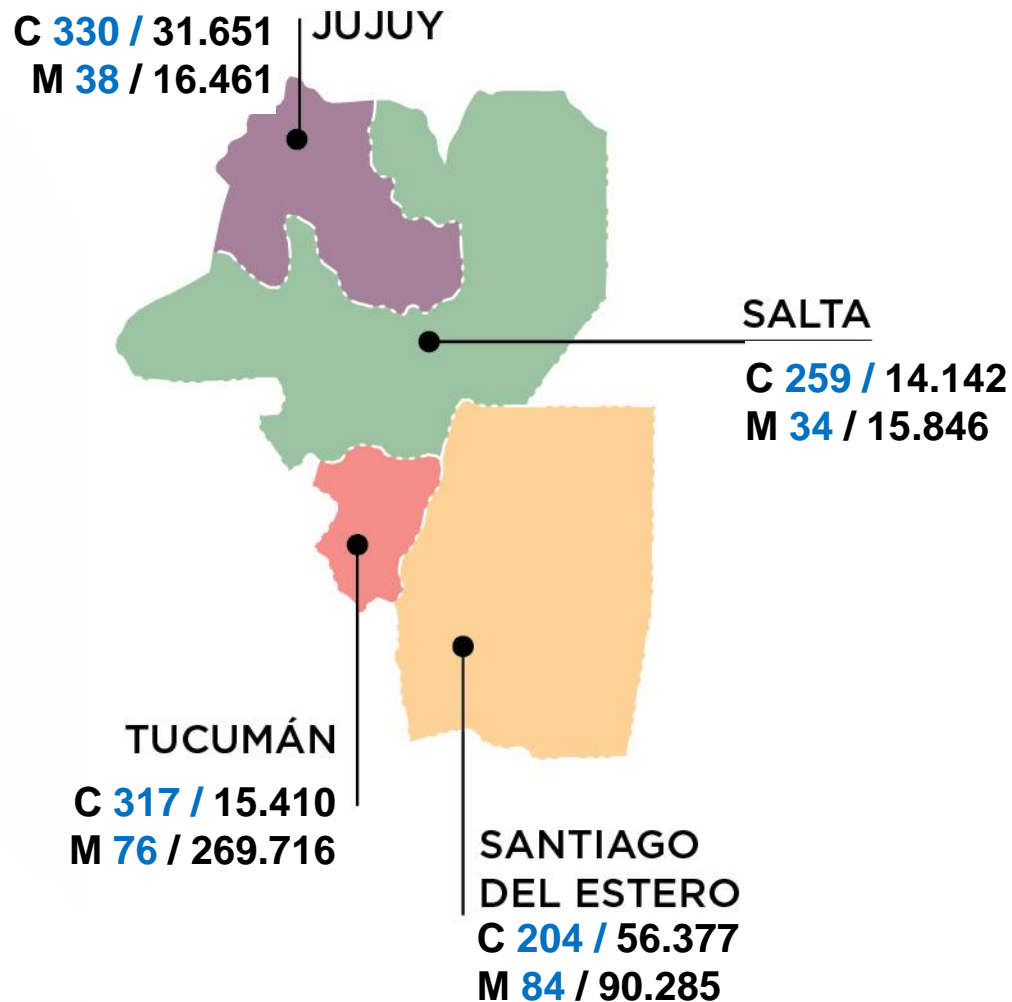 C 330 / 31.651
M 38 / 16.461
JUJUY
SALTA
C 259 / 14.142
M 34 / 15.846
TUCUMÁN
C 317 / 15.410
M 76 / 269.716
SANTIAGO
DEL ESTERO
C 204 / 56.377
M 84 / 90.285